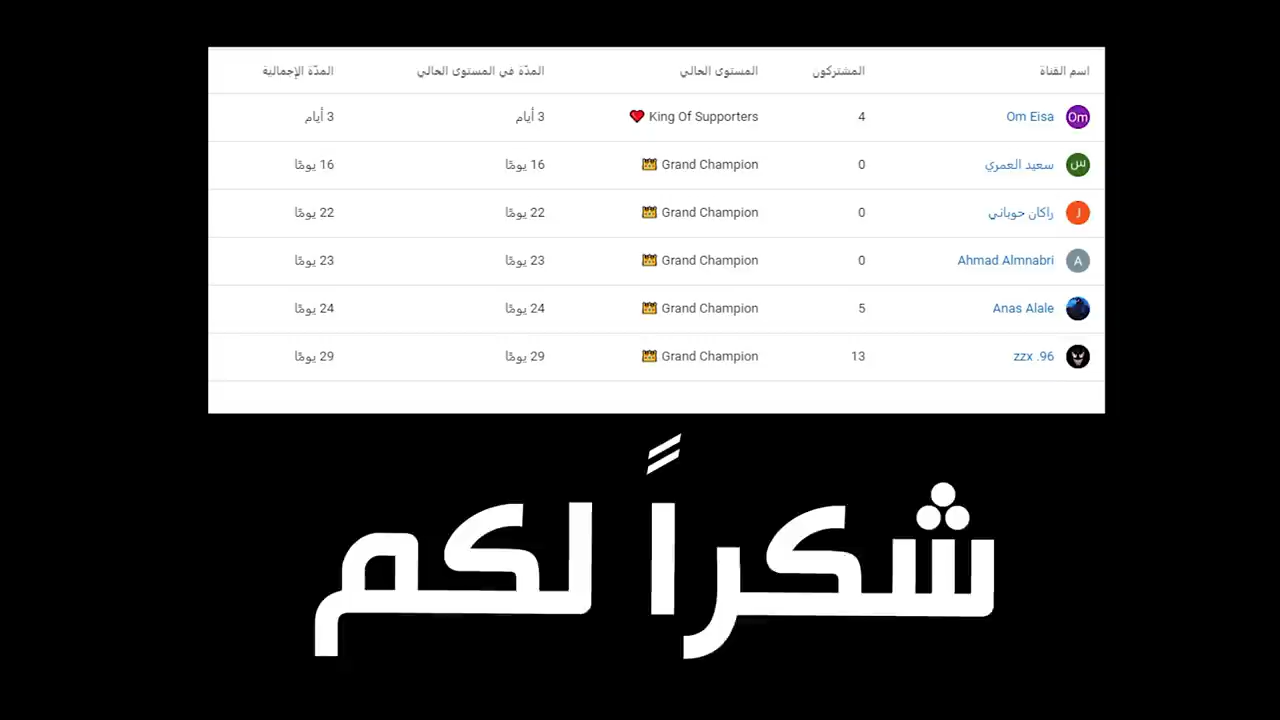 اسم القناة المشتركون المستوى الحالي المدّة في المستوى الحالي المدّة الإجمالية
Om Om Eisa 4 King Of Supporters 3 أيام 3 أيام
س سعيد العمري 0 Grand Champion 16 يومًا 16 يومًا
J راكان حوباني 0 Grand Champion 22 يومًا 22 يومًا
A Ahmad Almnabri 0 Grand Champion 23 يومًا 23 يومًا
Anas Alale 5 Grand Champion 24 يومًا 24 يومًا
zzx .96 13 Grand Champion 29 يومًا 29 يومًا
شكراً لكم